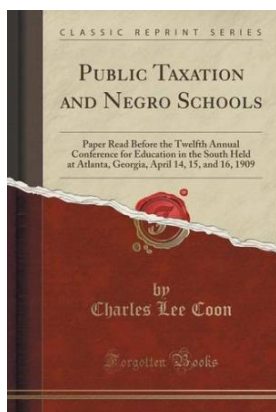 CLASSIC REPRINT SERIES
PUBLIC TAXATION
AND NEGRO SCHOOLS
Paper Read Before the Twelfth Annual
Conference for Education in the South Held
at Atlanta, Georgia, April 14, 15, and 16, 1909
by
Charles Lee Coon
Forgotten Books